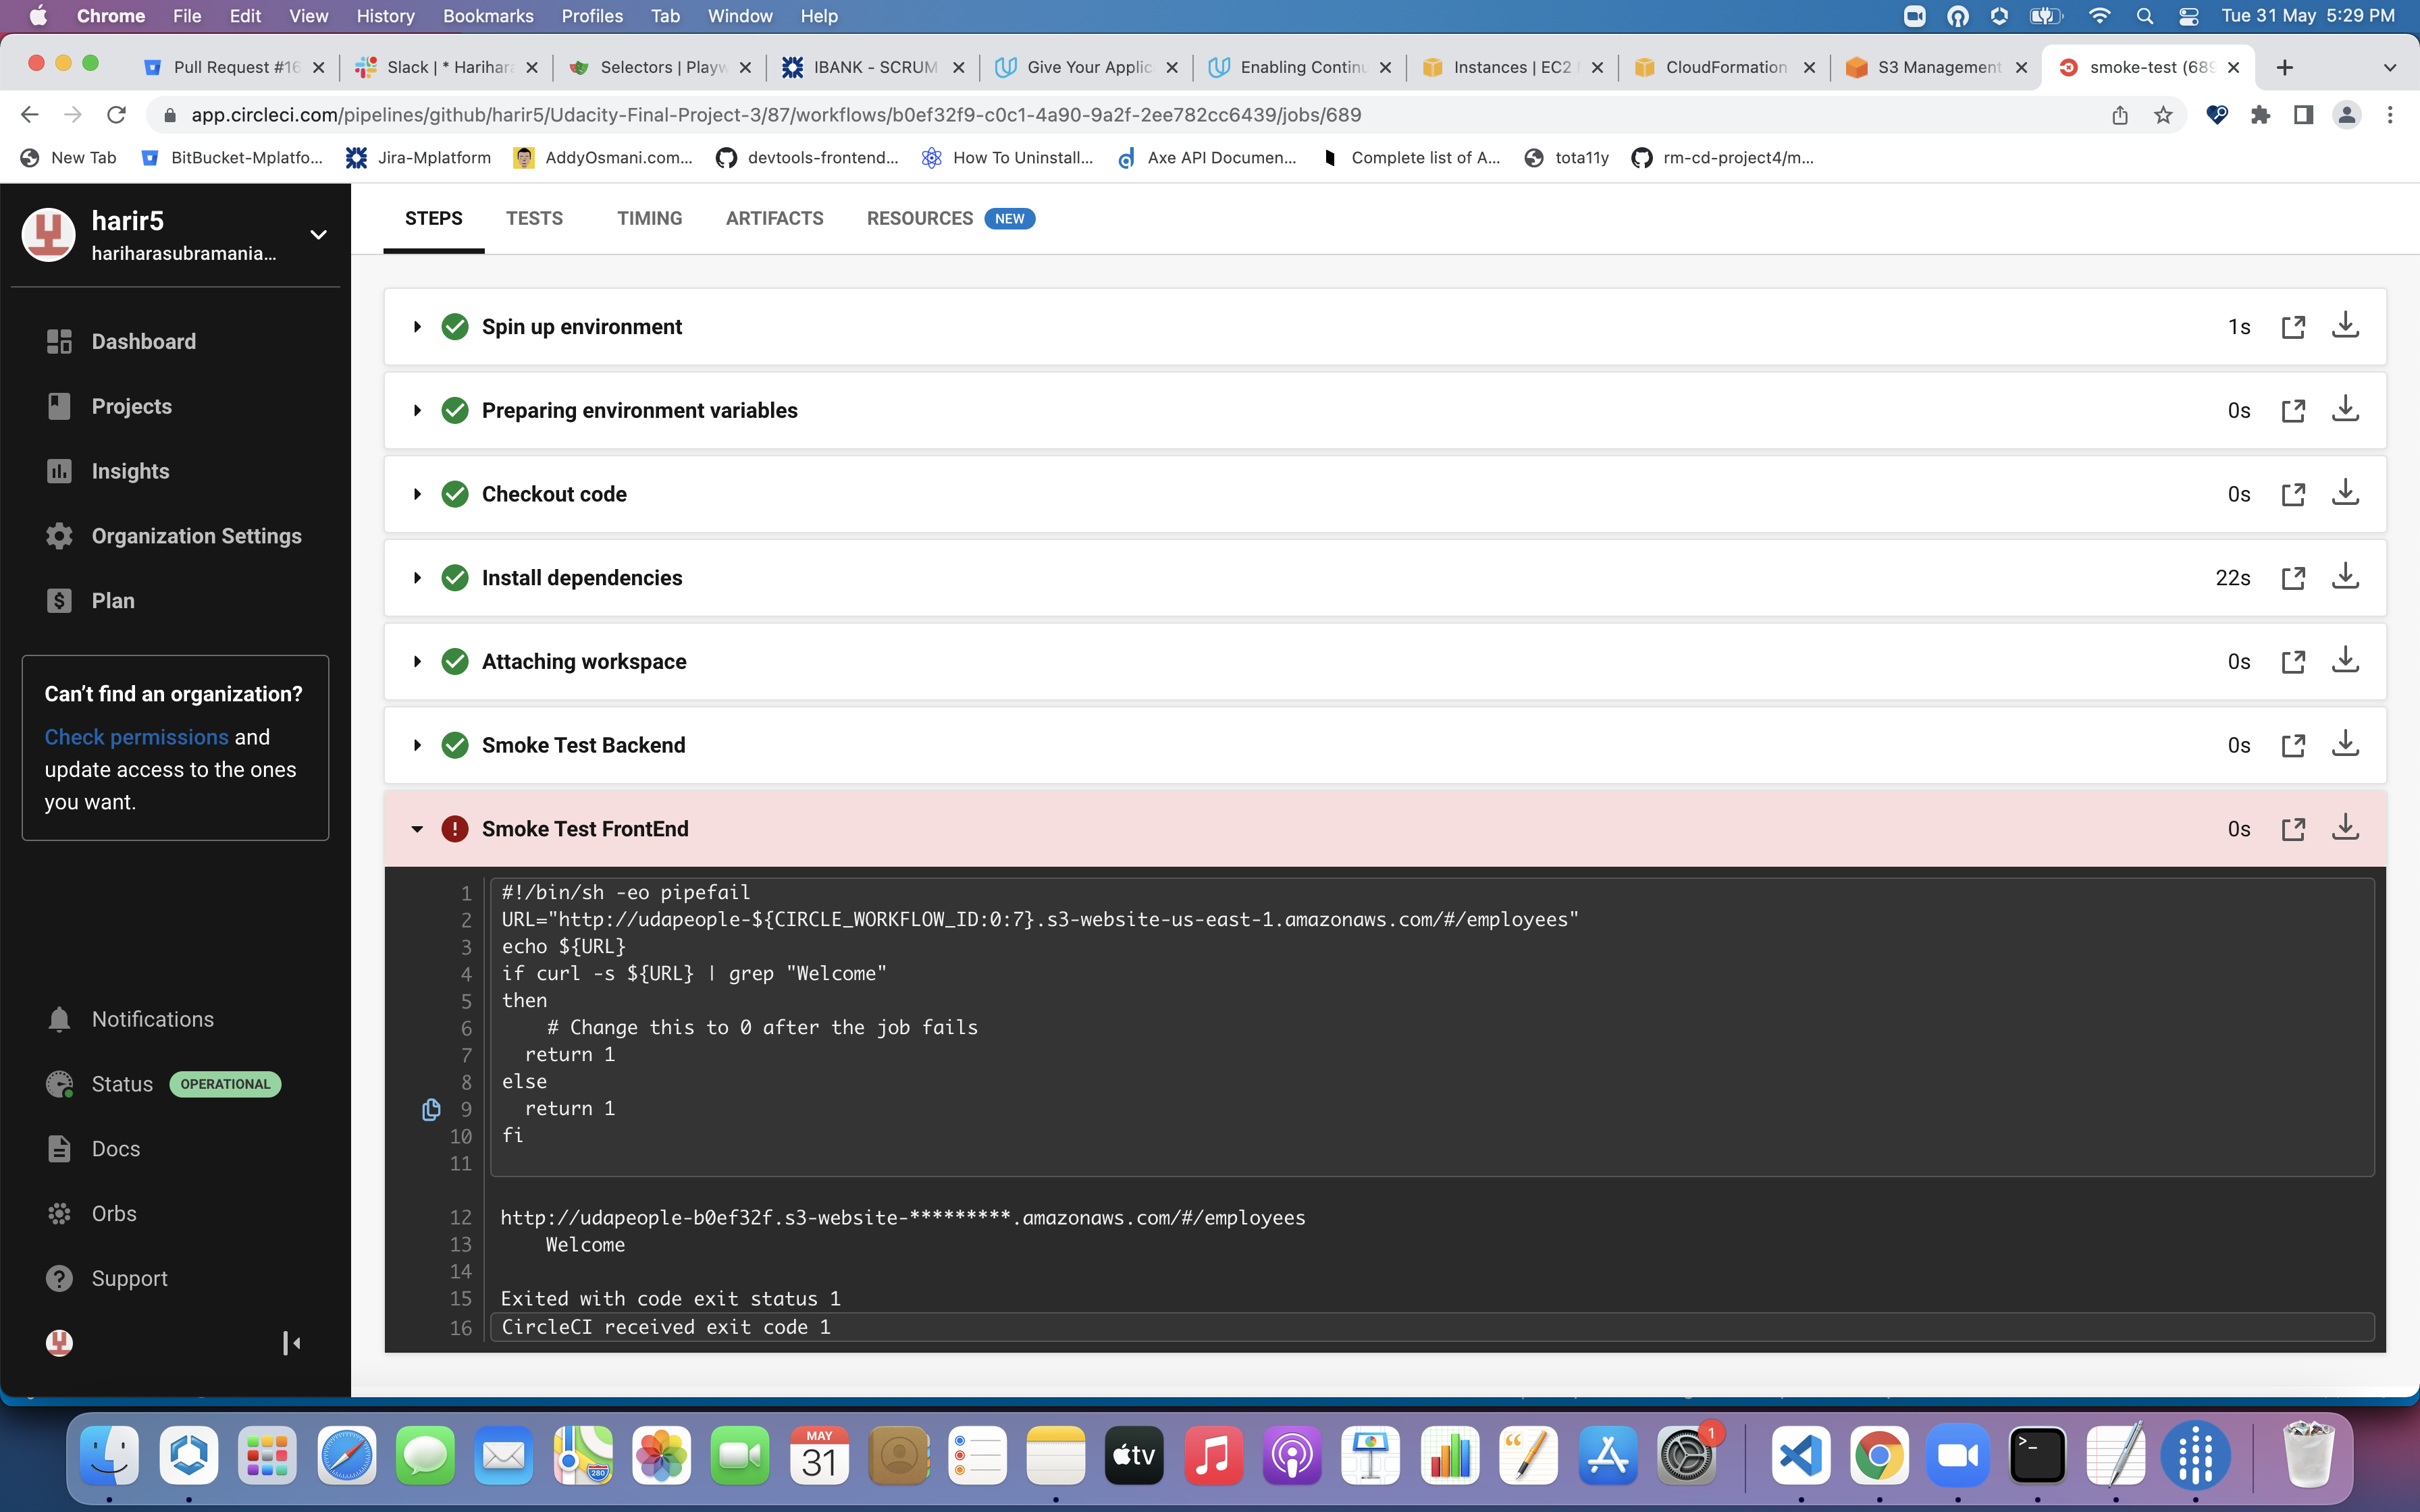 Chrome File Edit View History Bookmarks Profiles Tab Window Help Tue 31 May 5:29 PM
Pull Request #16 Slack | * Harihar Selectors | Playw IBANK - SCRUM Give Your Applic Enabling Continu Instances | EC2 CloudFormation S3 Management smoke-test (689
app.circleci.com/pipelines/github/harir5/Udacity-Final-Project-3/87/workflows/b0ef32f9-c0c1-4a90-9a2f-2ee782cc6439/jobs/689
New Tab BitBucket-Mplatfo... Jira-Mplatform AddyOsmani.com... devtools-frontend... How To Uninstall... Axe API Documen... Complete list of A... tota11y rm-cd-project4/m...
harir5
hariharasubramania...
Dashboard
Projects
Insights
Organization Settings
Plan
Can't find an organization?
Check permissions and
update access to the ones
you want.
Notifications
Status OPERATIONAL
Docs
Orbs
Support
STEPS TESTS TIMING ARTIFACTS RESOURCES NEW
Spin up environment 1s
Preparing environment variables 0s
Checkout code 0s
Install dependencies 22s
Attaching workspace 0s
Smoke Test Backend 0s
Smoke Test FrontEnd 0s
1 #!/bin/sh -eo pipefail
2 URL="http://udapeople-${CIRCLE_WORKFLOW_ID:0:7}.s3-website-us-east-1.amazonaws.com/#/employees"
3 echo ${URL}
4 if curl -s ${URL} | grep "Welcome"
5 then
6 # Change this to 0 after the job fails
7 return 1
8 else
9 return 1
10 fi
11
12 http://udapeople-b0ef32f.s3-website-*********.amazonaws.com/#/employees
13 Welcome
14
15 Exited with code exit status 1
16 CircleCI received exit code 1
280
MAY
31
tv
1